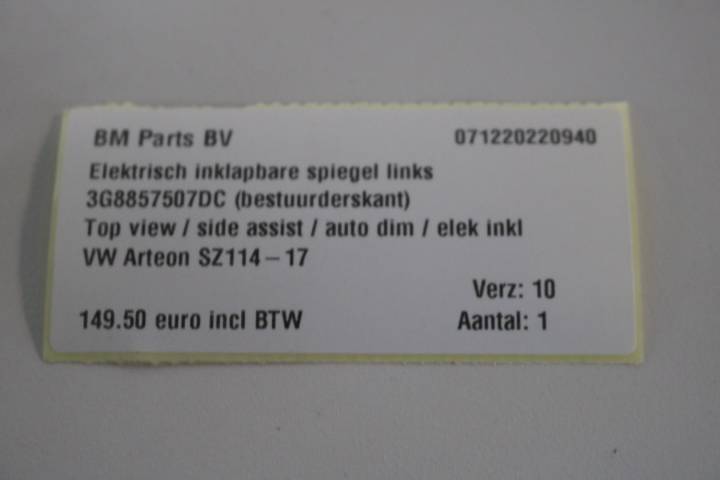 BM Parts BV 071220220940
Elektrisch inklapbare spiegel links
3G8857507DC (bestuurderskant)
Top view / side assist / auto dim / elek inkl
VW Arteon SZ114 – 17
Verz: 10
149.50 euro incl BTW Aantal: 1